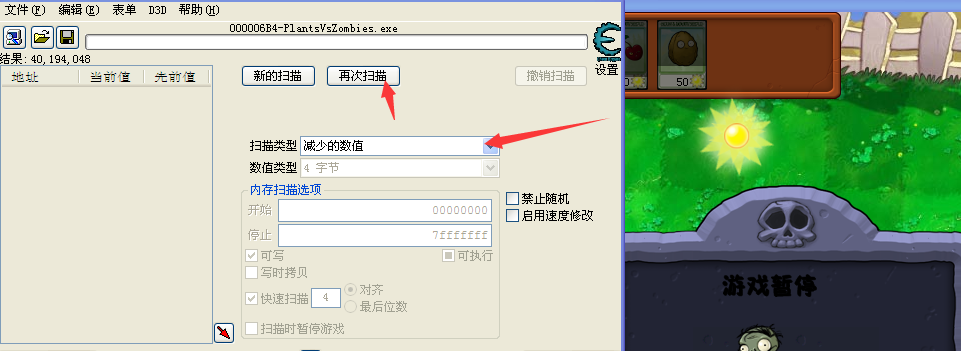 文件(F) 编辑(E) 表单 D3D 帮助(H)
000006B4-PlantsVsZombies.exe
结果: 40,194,048
设置
地址 当前值 先前值
新的扫描 再次扫描 撤销扫描
50
扫描类型 减少的数值
数值类型 4 字节
内存扫描选项
开始 00000000
停止 7fffffff
可写 可执行
写时拷贝
快速扫描 4 对齐
最后位数
扫描时暂停游戏
禁止随机
启用速度修改
游戏暂停